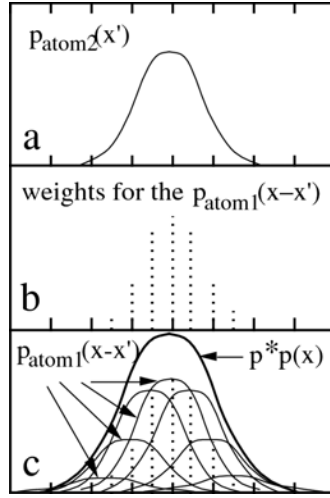 p_atom2(x')
a
weights for the p_atom1(x–x')
b
p_atom1(x-x')
p*p(x)
c